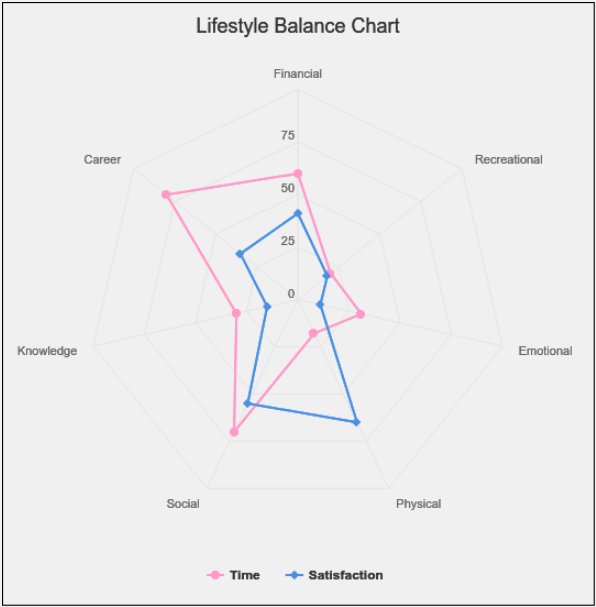 Lifestyle Balance Chart
Financial
75
Career
Recreational
50
25
0
Knowledge
Emotional
Social
Physical
Time
Satisfaction